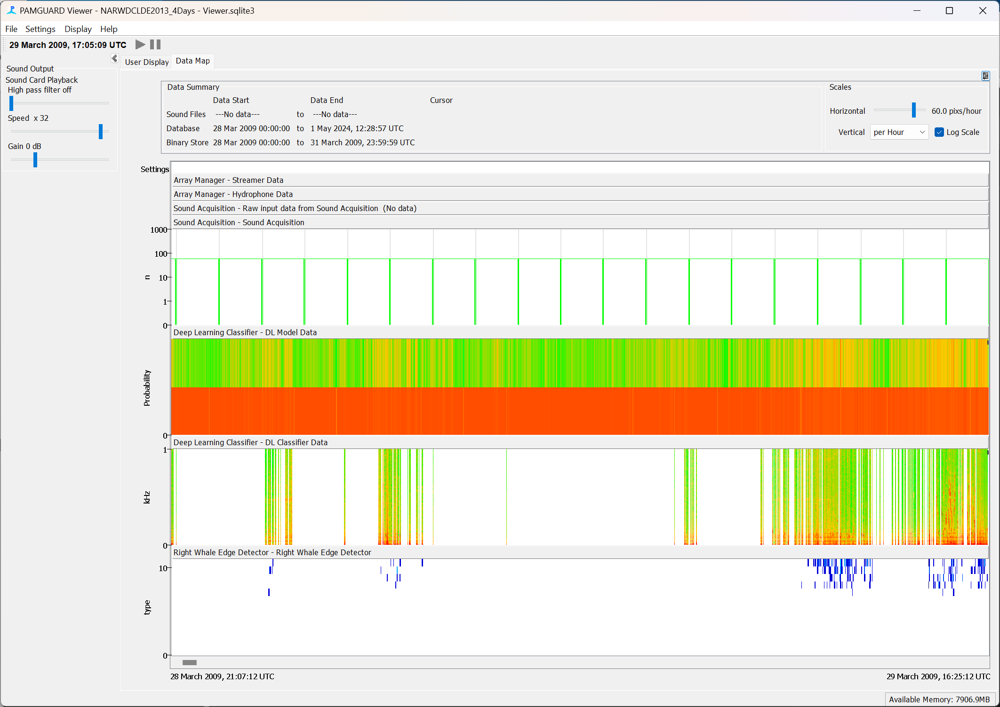 PAMGUARD Viewer - NARWDCLDE2013_4Days - Viewer.sqlite3
File Settings Display Help
29 March 2009, 17:05:09 UTC
User Display Data Map
Sound Output
Sound Card Playback
High pass filter off
Speed x 32
Gain 0 dB
Data Summary
Data Start Data End Cursor
Sound Files ---No data--- to ---No data---
Database 28 Mar 2009 00:00:00 to 1 May 2024, 12:28:57 UTC
Binary Store 28 Mar 2009 00:00:00 to 31 March 2009, 23:59:59 UTC
Scales
Horizontal 60.0 pixs/hour
Vertical per Hour Log Scale
Settings
Array Manager - Streamer Data
Array Manager - Hydrophone Data
Sound Acquisition - Raw input data from Sound Acquisition (No data)
Sound Acquisition - Sound Acquisition
1000
100
n
10
1
0
Deep Learning Classifier - DL Model Data
Probability
0
Deep Learning Classifier - DL Classifier Data
1
kHz
0
Right Whale Edge Detector - Right Whale Edge Detector
10
type
0
28 March 2009, 21:07:12 UTC
29 March 2009, 16:25:12 UTC
Available Memory: 7906.9MB